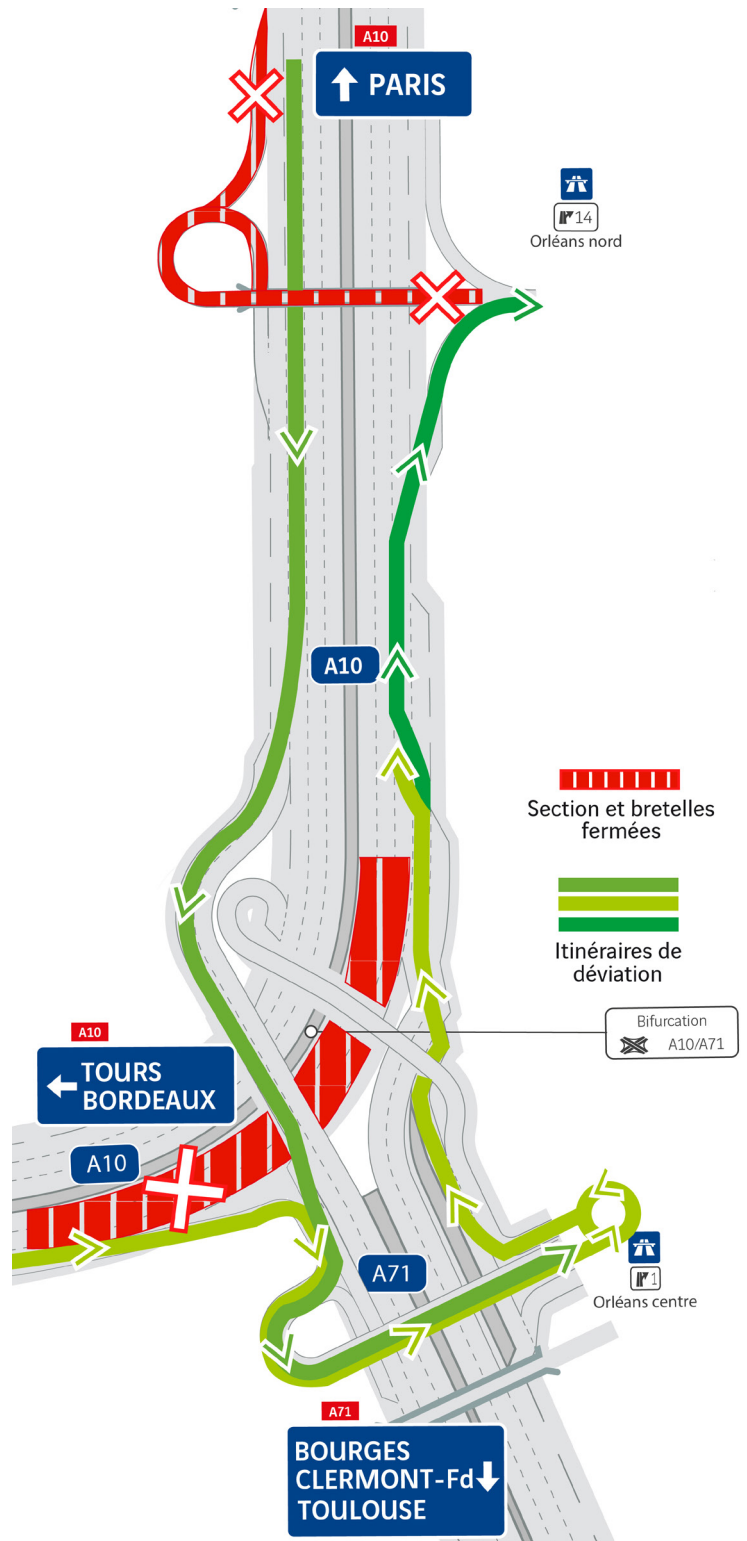 A10
PARIS
14
Orléans nord
A10
Section et bretelles
fermées
Itinéraires de
déviation
Bifurcation
A10/A71
A10
TOURS
BORDEAUX
A10
A71
1
Orléans centre
A71
BOURGES
CLERMONT-Fd
TOULOUSE